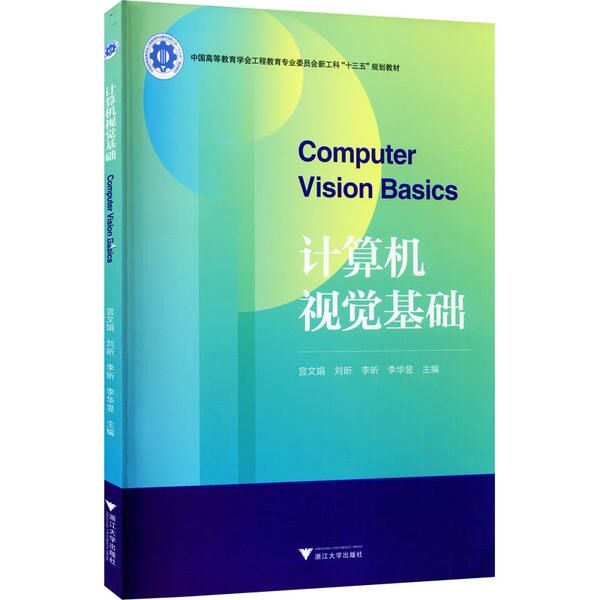 中国高等教育学会工程教育专业委员会新工科“十三五”规划教材
Computer
Vision Basics
计算机
视觉基础
宫文娟 刘昕 李昕 李华昱 主编
ZHEJIANG UNIVERSITY PRESS
浙江大学出版社
计算机视觉基础
Computer Vision Basics
宫文娟 刘昕 李昕 李华昱 主编
浙江大学出版社